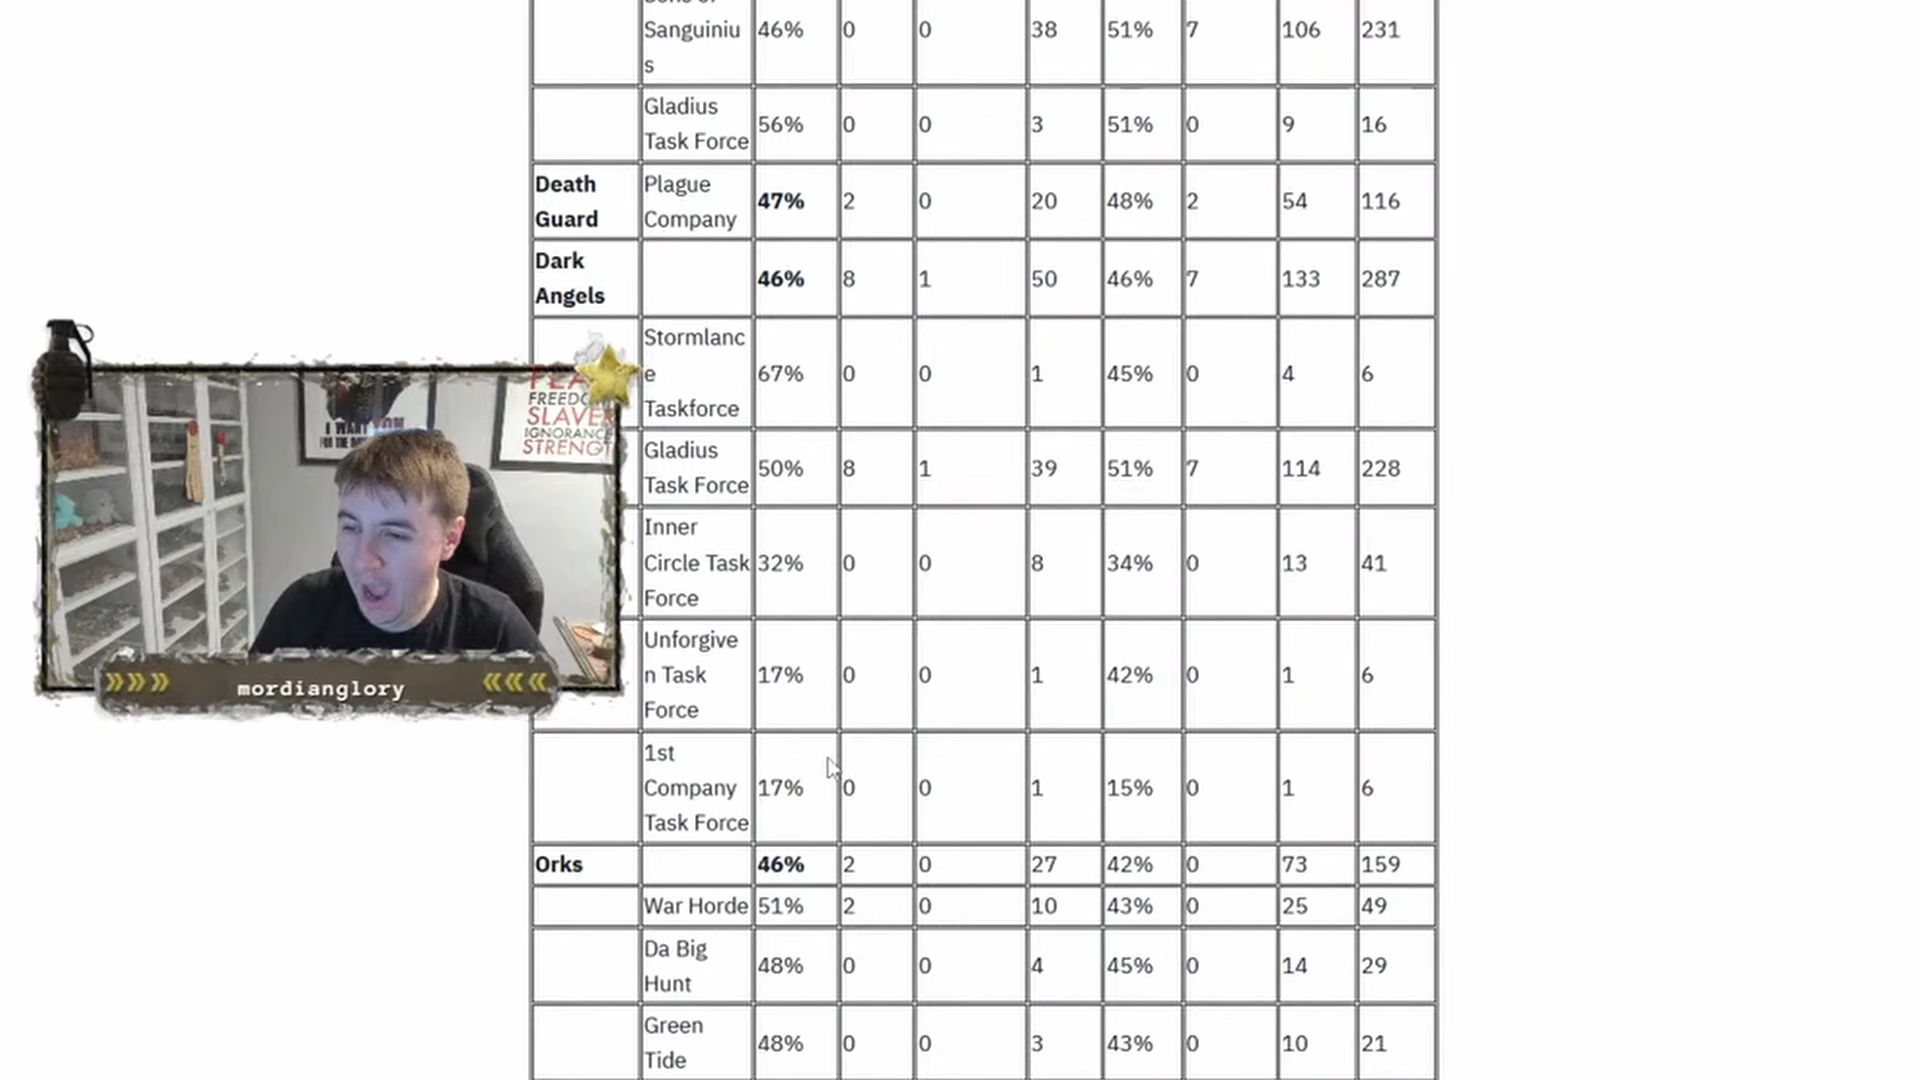 Sanguiniu
s
46% 0 0 38 51% 7 106 231
Gladius
Task Force
56% 0 0 3 51% 0 9 16
Death
Guard
Plague
Company
47% 2 0 20 48% 2 54 116
Dark
Angels
46% 8 1 50 46% 7 133 287
Stormlanc
e
Taskforce
67% 0 0 1 45% 0 4 6
Gladius
Task Force
50% 8 1 39 51% 7 114 228
Inner
Circle Task
Force
32% 0 0 8 34% 0 13 41
Unforgive
n Task
Force
17% 0 0 1 42% 0 1 6
1st
Company
Task Force
17% 0 0 1 15% 0 1 6
Orks 46% 2 0 27 42% 0 73 159
War Horde 51% 2 0 10 43% 0 25 49
Da Big
Hunt
48% 0 0 4 45% 0 14 29
Green
Tide
48% 0 0 3 43% 0 10 21
I WANT YOU
SLAVER
IGNORANCE
STRENGT
mordianglory